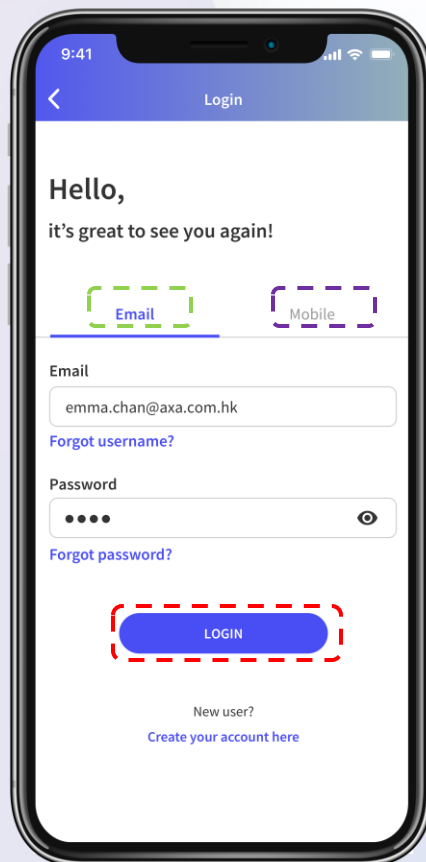 9:41
Login
Hello,
it's great to see you again!
Email Mobile
Email
emma.chan@axa.com.hk
Forgot username?
Password
Forgot password?
LOGIN
New user?
Create your account here